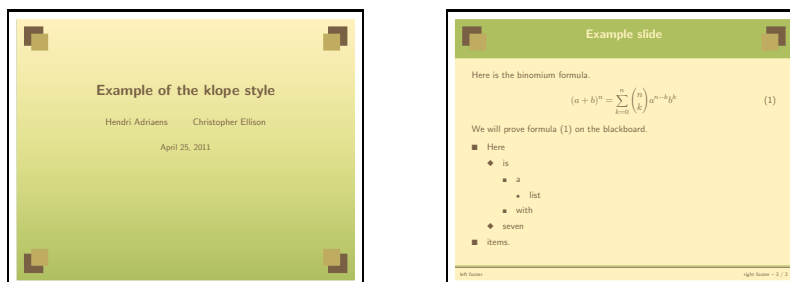 Example of the klope style
Hendri Adriaens Christopher Ellison
April 25, 2011
Example slide
Here is the binomium formula.
(a + b)^n = \sum_{k=0}^{n} \binom{n}{k} a^{n-k} b^k (1)
We will prove formula (1) on the blackboard.
■ Here
◆ is
■ a
• list
■ with
◆ seven
■ items.
left footer right footer – 2 / 3